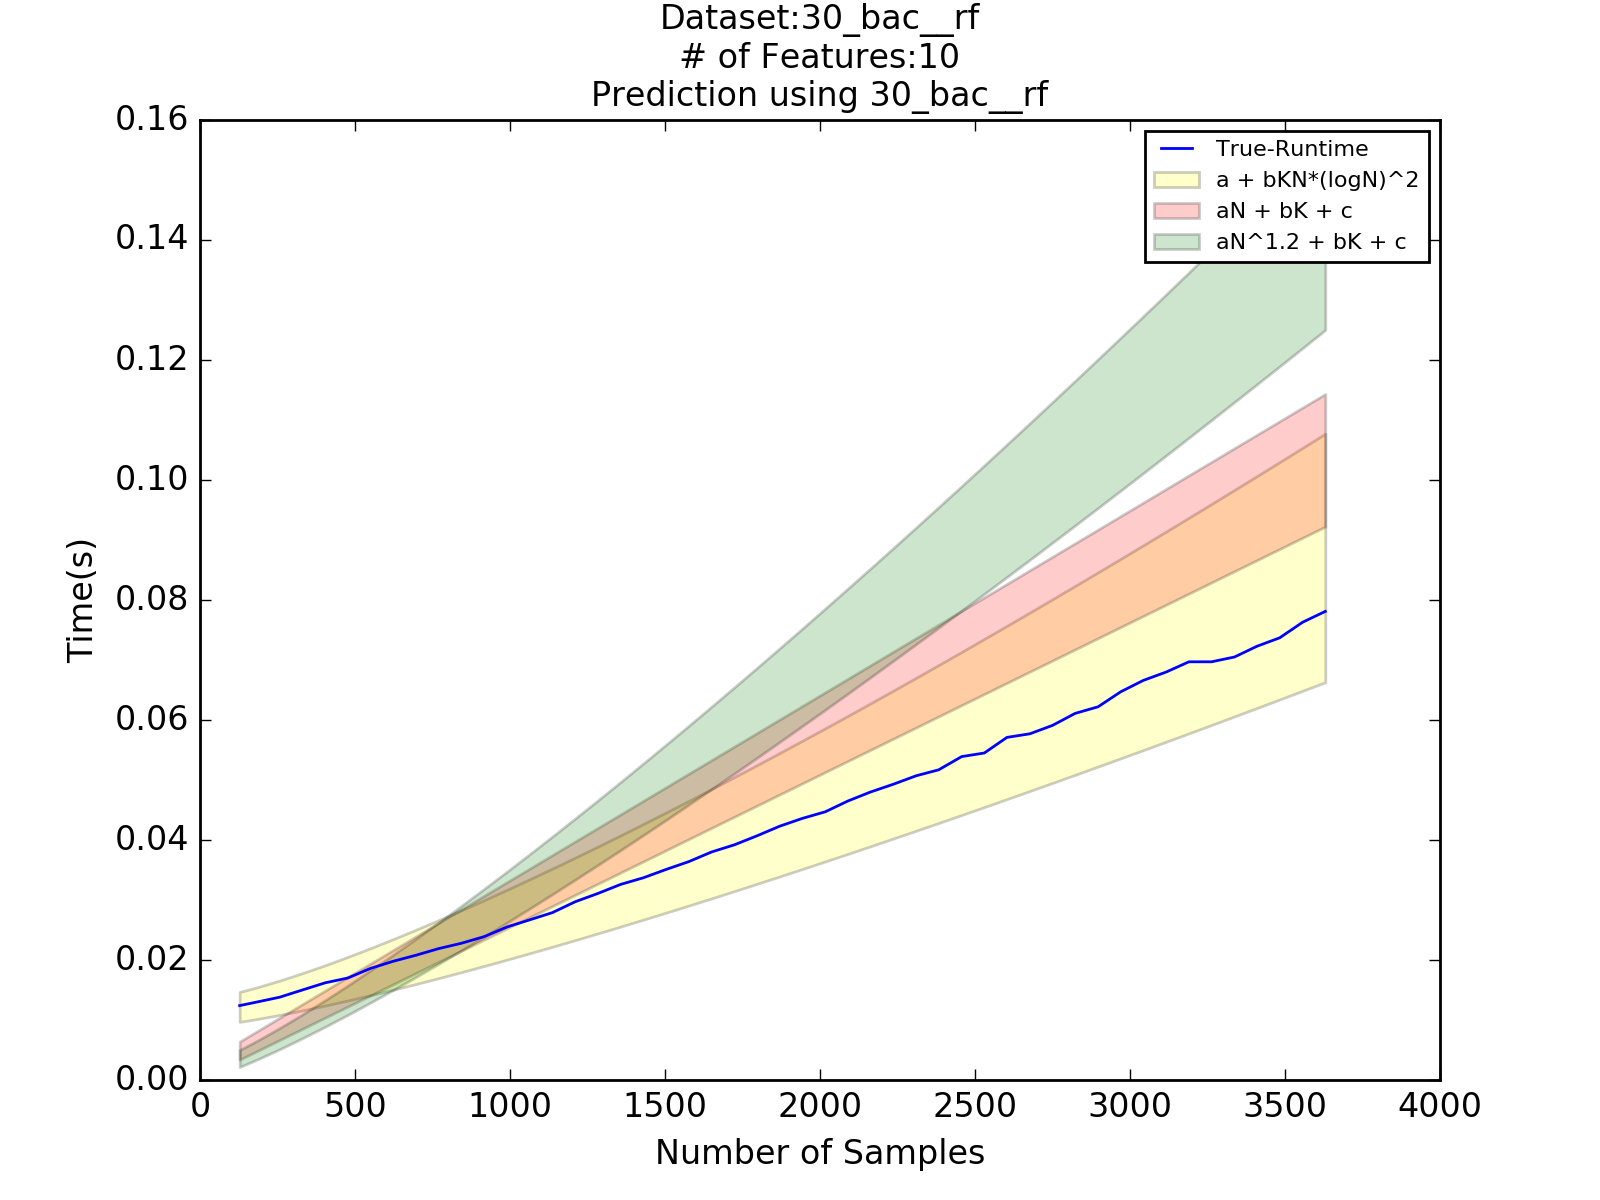 Dataset:30_bac__rf
# of Features:10
Prediction using 30_bac__rf
0.16
0.14
0.12
0.10
0.08
0.06
0.04
0.02
0.00
Time(s)
True-Runtime
a + bKN*(logN)^2
aN + bK + c
aN^1.2 + bK + c
0 500 1000 1500 2000 2500 3000 3500 4000
Number of Samples